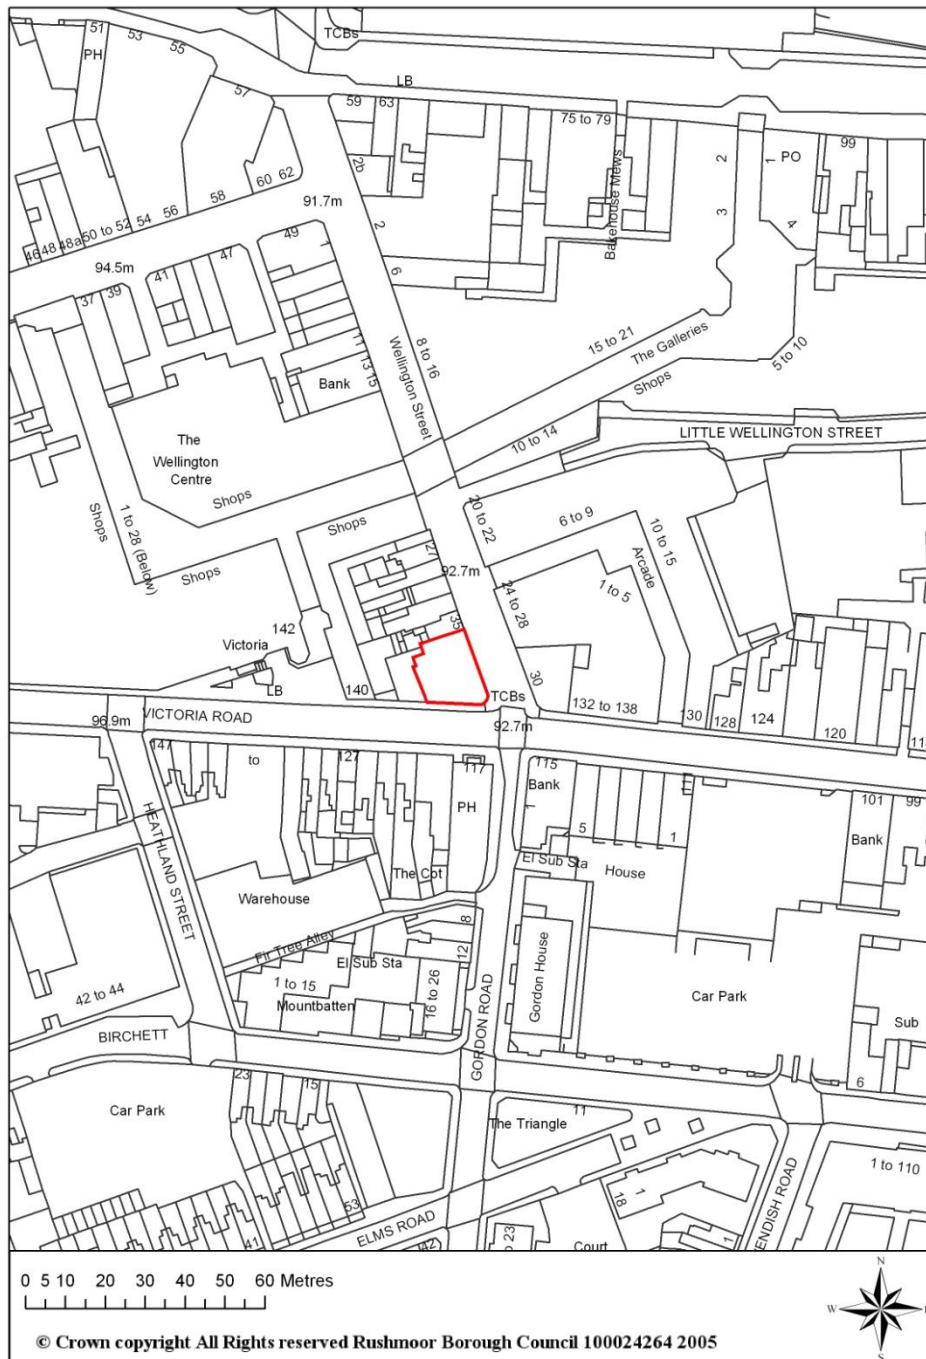 51
53
55
TCBs
PH
LB
57
59
63
75 to 79
2
1
PO
99
Bakehouse Mews
2b
60
62
58
56
54
50 to 52
48a
48
46
91.7m
2
3
4
94.5m
49
1
47
41
39
37
6
8 to 16
Wellington Street
11
13 15
Bank
15 to 21
The Galleries
Shops
5 to 10
The
Wellington
Centre
10 to 14
LITTLE WELLINGTON STREET
Shops
Shops
1 to 28 (Below)
Shops
Shops
20 to 22
6 to 9
10 to 15
Arcade
27
92.7m
24 to 28
1 to 5
35
142
Victoria
LB
140
30
TCBs
132 to 138
130
128
124
120
VICTORIA ROAD
96.9m
92.7m
147
to
127
117
PH
115
Bank
1
5
1
101
99
Bank
HEATHLAND STREET
The Cot
El Sub Sta
House
Warehouse
Fir Tree Alley
8
12
El Sub Sta
1 to 15
Mountbatten
16 to 26
Gordon House
Car Park
Sub
42 to 44
BIRCHETT
GORDON ROAD
6
23
15
Car Park
11
The Triangle
53
41
ELMS ROAD
42
23
Court
18
1
1
ENDISH ROAD
1 to 110
0 5 10 20 30 40 50 60 Metres
N
W
S
© Crown copyright All Rights reserved Rushmoor Borough Council 100024264 2005